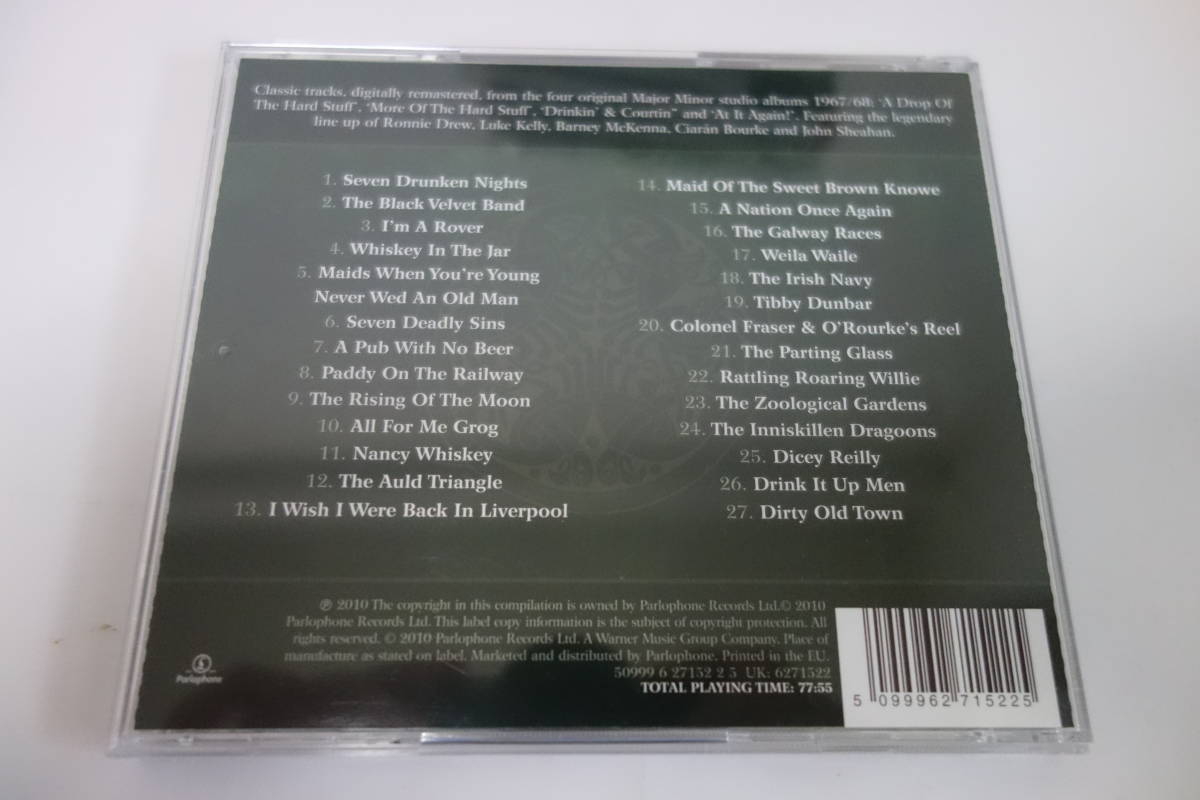 Classic tracks, digitally remastered, from the four original Major Minor studio albums 1967/68: 'A Drop Of
The Hard Stuff', 'More Of The Hard Stuff', 'Drinkin' & Courtin'' and 'At It Again!'. Featuring the legendary
line up of Ronnie Drew, Luke Kelly, Barney McKenna, Ciarán Bourke and John Sheahan.
1. Seven Drunken Nights
2. The Black Velvet Band
3. I'm A Rover
4. Whiskey In The Jar
5. Maids When You're Young
Never Wed An Old Man
6. Seven Deadly Sins
7. A Pub With No Beer
8. Paddy On The Railway
9. The Rising Of The Moon
10. All For Me Grog
11. Nancy Whiskey
12. The Auld Triangle
13. I Wish I Were Back In Liverpool
14. Maid Of The Sweet Brown Knowe
15. A Nation Once Again
16. The Galway Races
17. Weila Waile
18. The Irish Navy
19. Tibby Dunbar
20. Colonel Fraser & O'Rourke's Reel
21. The Parting Glass
22. Rattling Roaring Willie
23. The Zoological Gardens
24. The Inniskillen Dragoons
25. Dicey Reilly
26. Drink It Up Men
27. Dirty Old Town
℗ 2010 The copyright in this compilation is owned by Parlophone Records Ltd.© 2010
Parlophone Records Ltd. This label copy information is the subject of copyright protection. All
rights reserved. © 2010 Parlophone Records Ltd. A Warner Music Group Company. Place of
manufacture as stated on label. Marketed and distributed by Parlophone. Printed in the EU.
50999 6 27152 2 5 UK: 6271522
TOTAL PLAYING TIME: 77:55
Parlophone
5 099962 715225